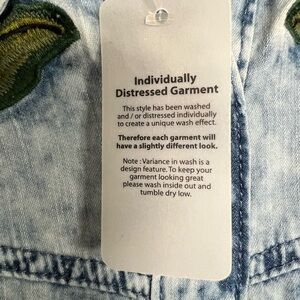 Individually
Distressed Garment
This style has been washed
and / or distressed individually
to create a unique wash effect.
Therefore each garment will
have a slightly different look.
Note : Variance in wash is a
design feature. To keep your
garment looking great
please wash inside out and
tumble dry low.